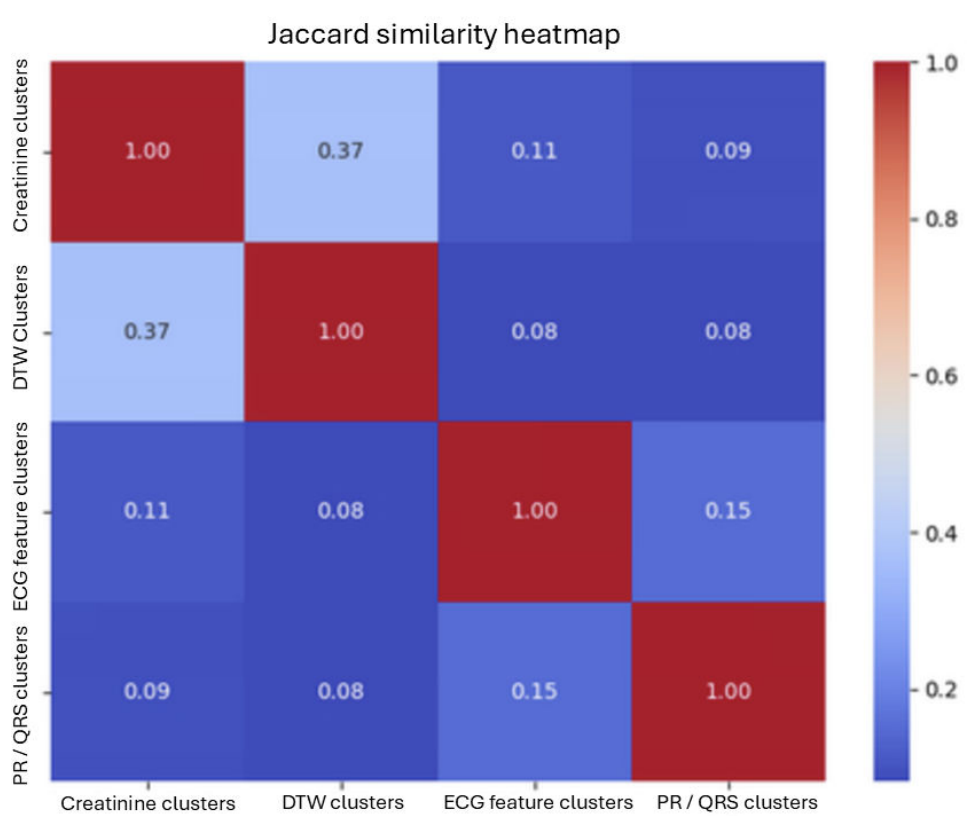 Jaccard similarity heatmap
Creatinine clusters
DTW Clusters
ECG feature clusters
PR / QRS clusters
1.00 0.37 0.11 0.09
0.37 1.00 0.08 0.08
0.11 0.08 1.00 0.15
0.09 0.08 0.15 1.00
Creatinine clusters DTW clusters ECG feature clusters PR / QRS clusters
1.0
0.8
0.6
0.4
0.2